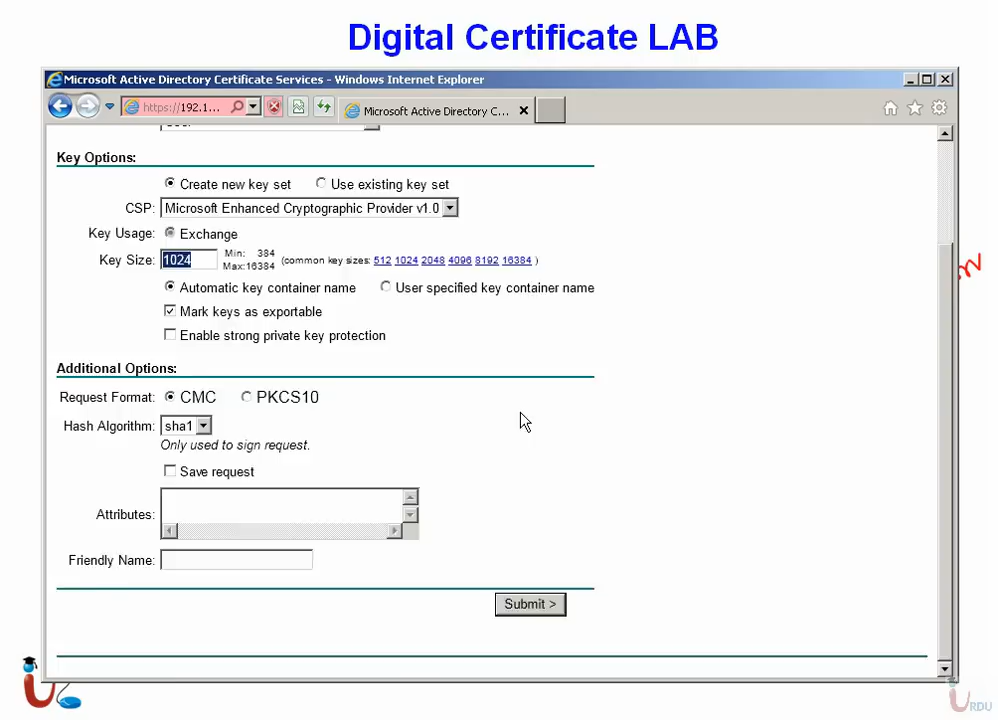 Digital Certificate LAB
Microsoft Active Directory Certificate Services - Windows Internet Explorer
https://192.1...
Microsoft Active Directory C...
Key Options:
Create new key set Use existing key set
CSP: Microsoft Enhanced Cryptographic Provider v1.0
Key Usage: Exchange
Key Size: 1024 Min: 384 Max:16384 (common key sizes: 512 1024 2048 4096 8192 16384 )
Automatic key container name User specified key container name
Mark keys as exportable
Enable strong private key protection
Additional Options:
Request Format: CMC PKCS10
Hash Algorithm: sha1
Only used to sign request.
Save request
Attributes:
Friendly Name:
Submit >
URDU